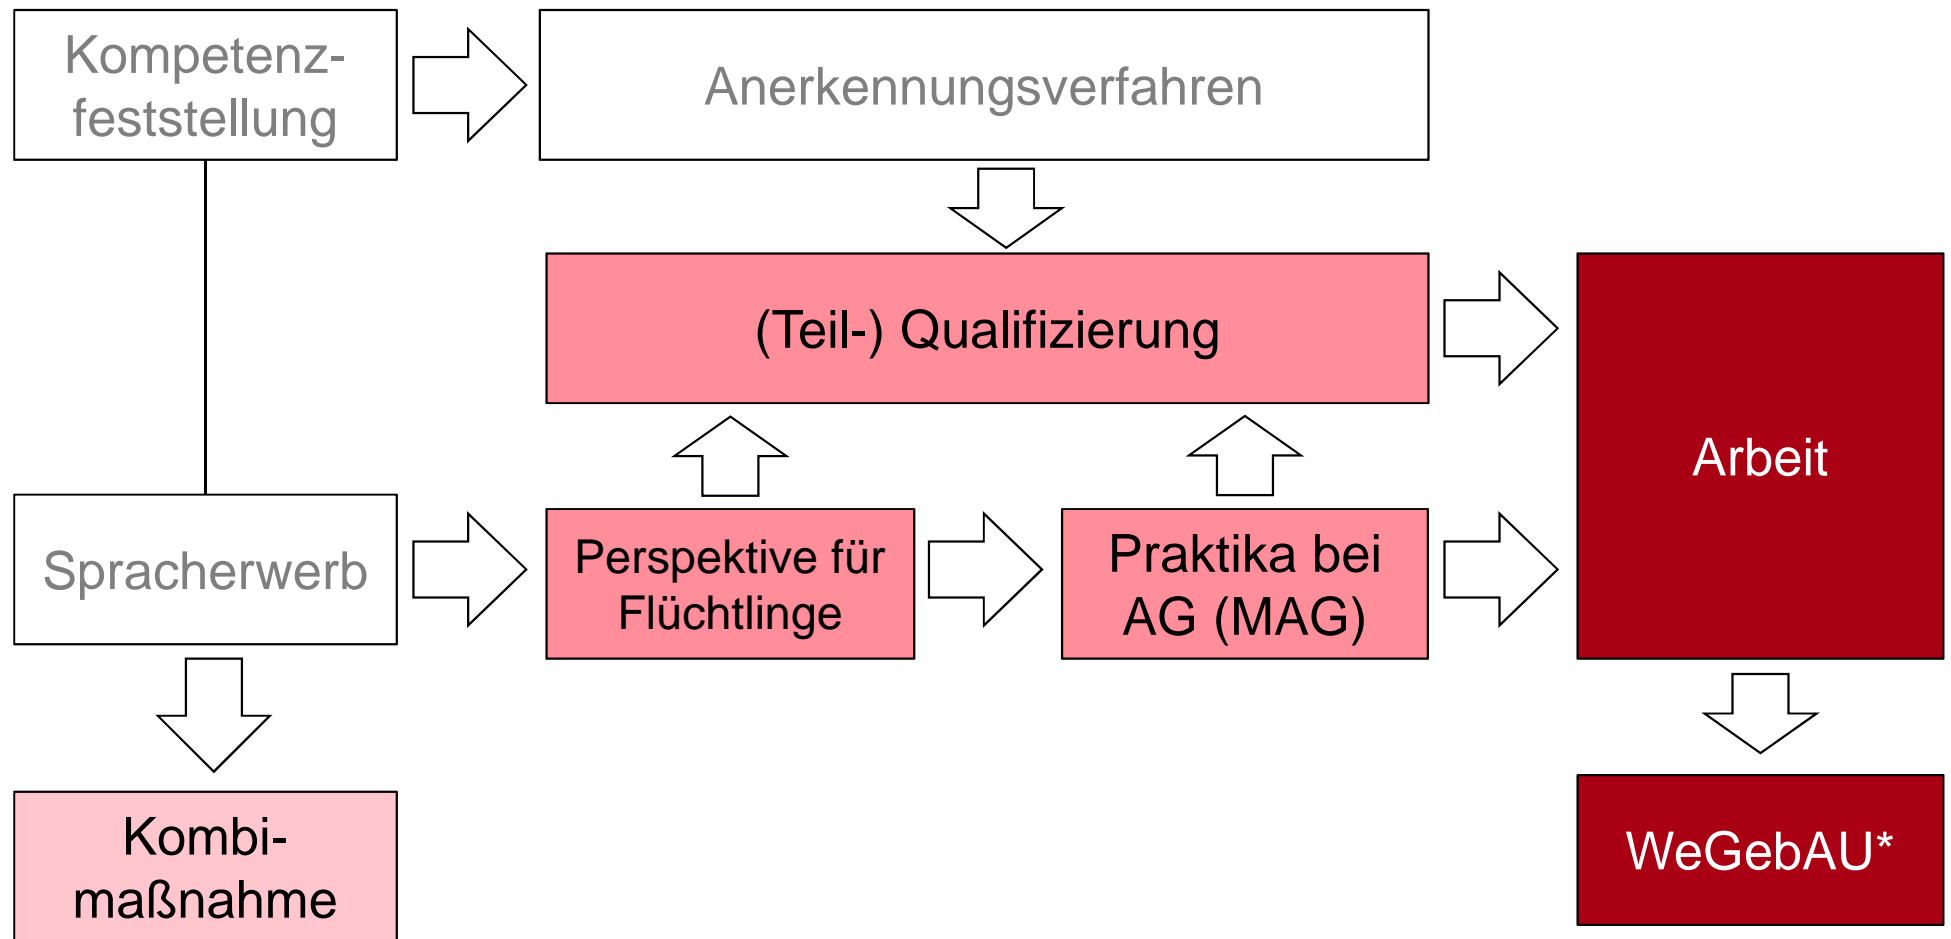 Kompetenz-
feststellung
Anerkennungsverfahren
(Teil-) Qualifizierung
Arbeit
Spracherwerb
Perspektive für
Flüchtlinge
Praktika bei
AG (MAG)
Kombi-
maßnahme
WeGebAU*